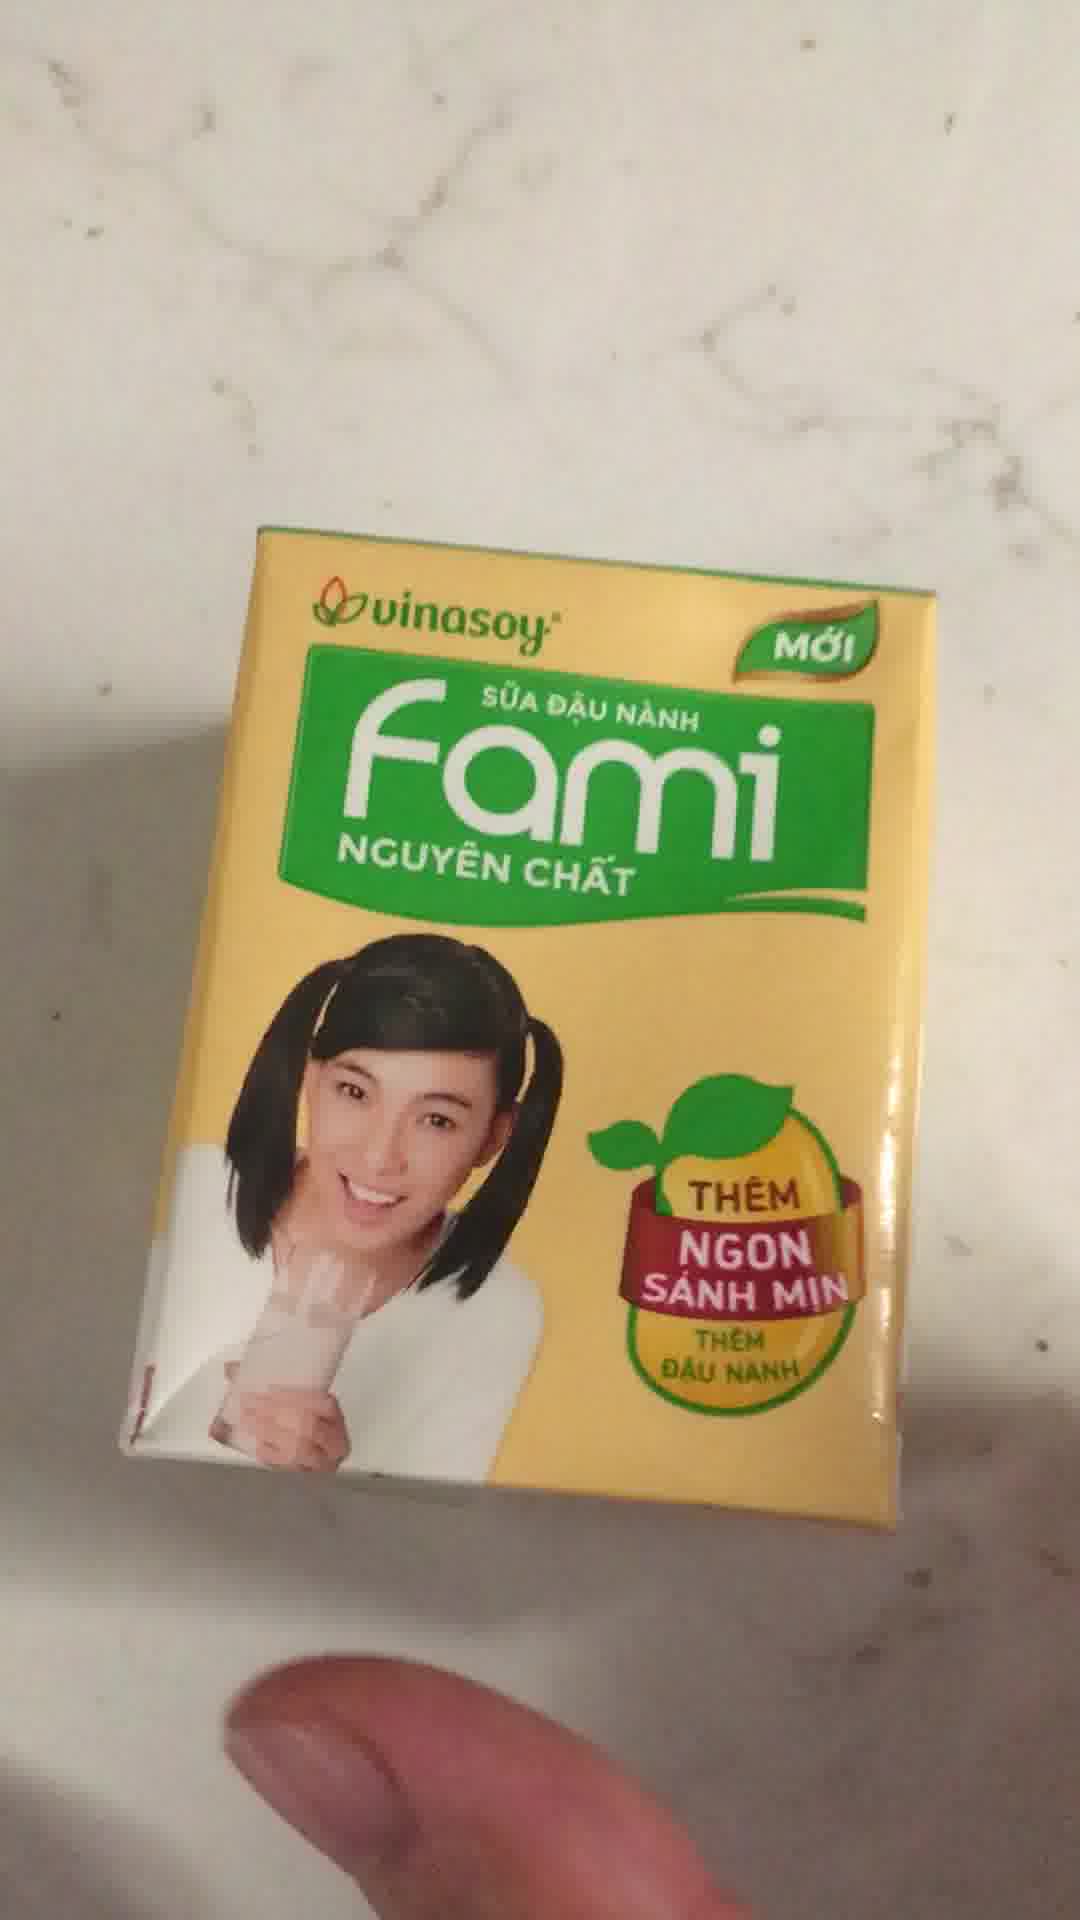 vinasoy
MỚI
SỮA ĐẬU NÀNH
Fami
NGUYÊN CHẤT
THÊM
NGON
SÁNH MỊN
THÊM
ĐẬU NÀNH